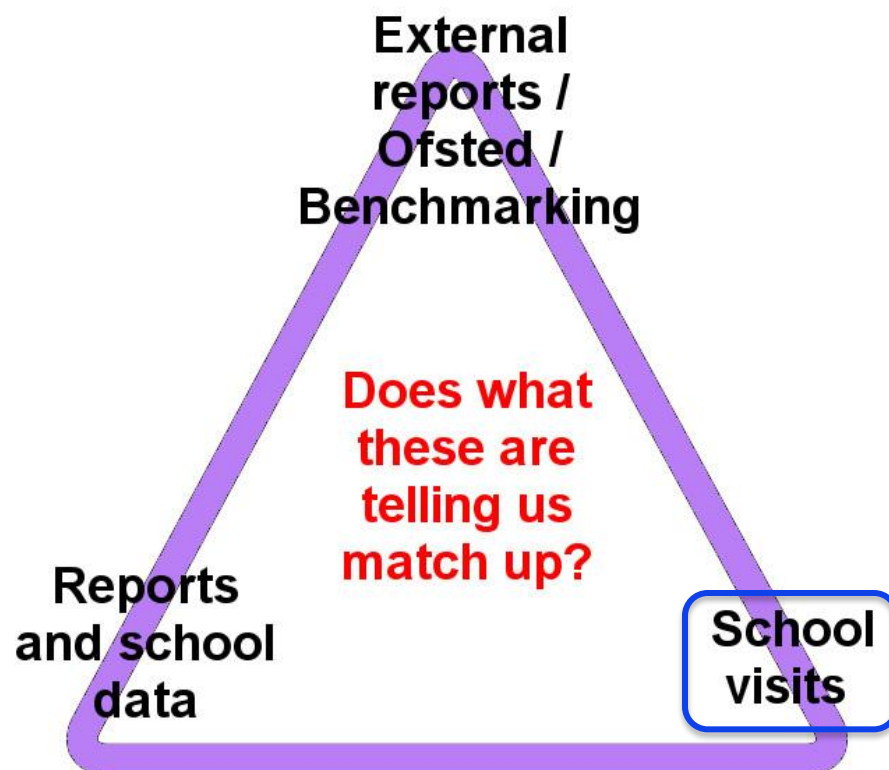 External
reports /
Ofsted /
Benchmarking
Does what
these are
telling us
match up?
Reports
and school
data
School
visits